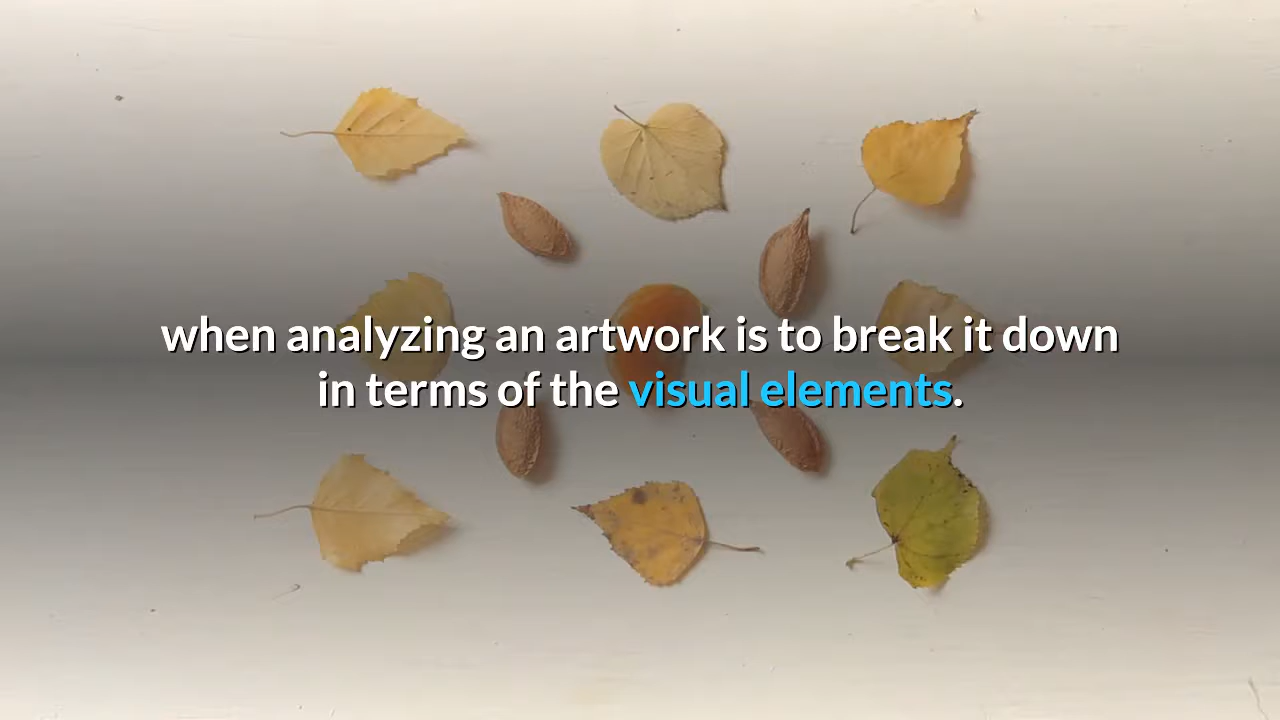 when analyzing an artwork is to break it down
in terms of the visual elements.